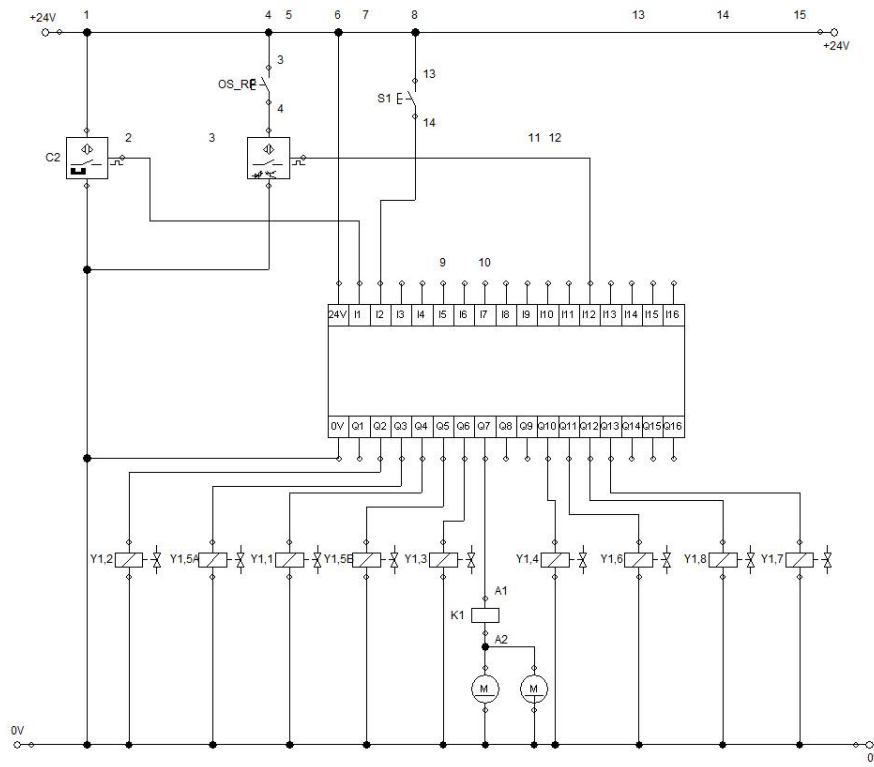 +24V 1 4 5 6 7 8 13 14 15
+24V
3
13
OS_RF
S1
4
14
2 3 11 12
C2
9 10
24V I1 I2 I3 I4 I5 I6 I7 I8 I9 I10 I11 I12 I13 I14 I15 I16
0V Q1 Q2 Q3 Q4 Q5 Q6 Q7 Q8 Q9 Q10 Q11 Q12 Q13 Q14 Q15 Q16
Y1,2 Y1,5A Y1,1 Y1,5B Y1,3 Y1,4 Y1,6 Y1,8 Y1,7
A1
K1
A2
M M
0V
0